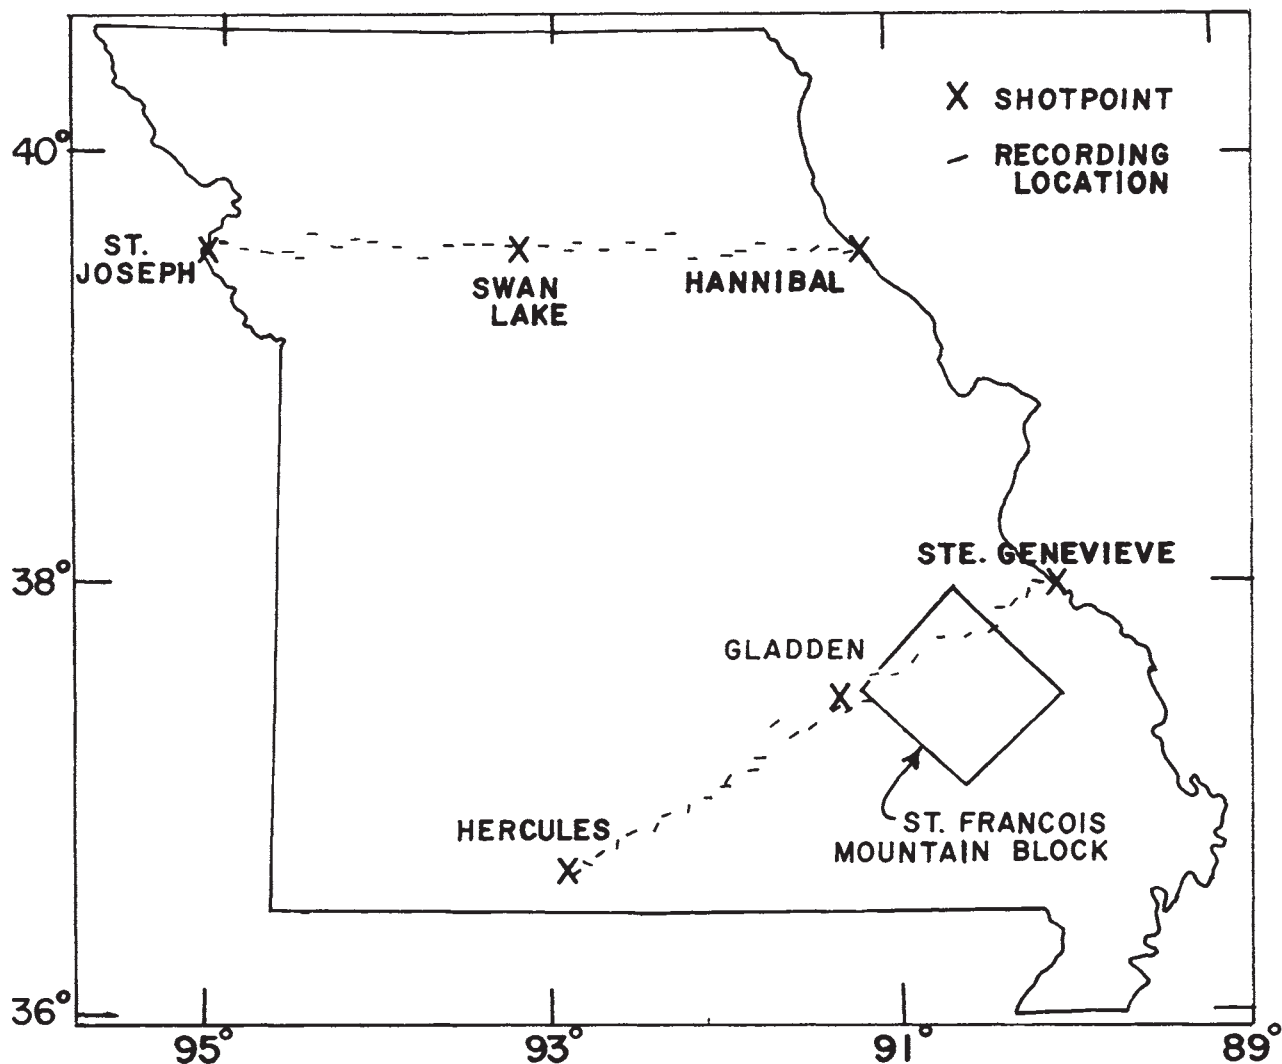 X SHOTPOINT
RECORDING
LOCATION
40°
ST.
JOSEPH
SWAN
LAKE
HANNIBAL
38°
STE. GENEVIEVE
GLADDEN
HERCULES
ST. FRANCOIS
MOUNTAIN BLOCK
36°
95° 93° 91° 89°